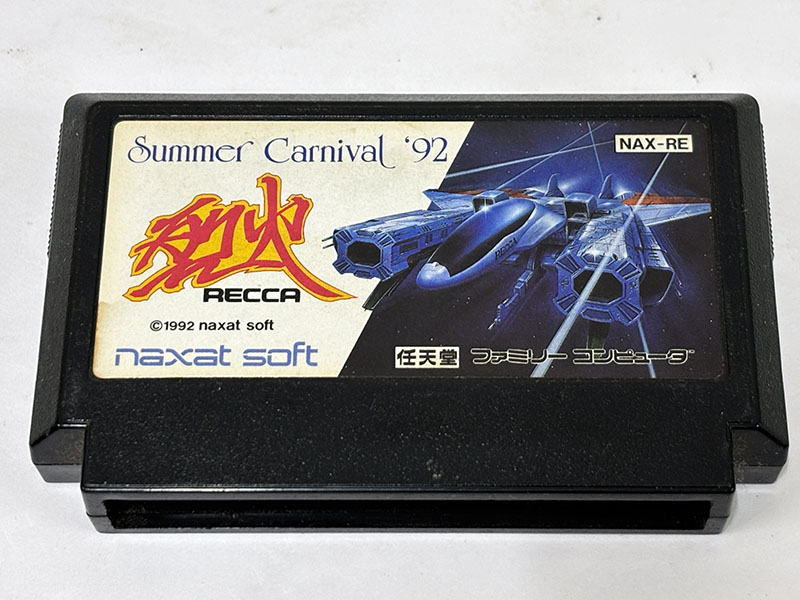 Summer Carnival '92
NAX-RE
烈火
RECCA
RECCA
©1992 naxat soft
naxat soft
任天堂 ファミリーコンピュータ